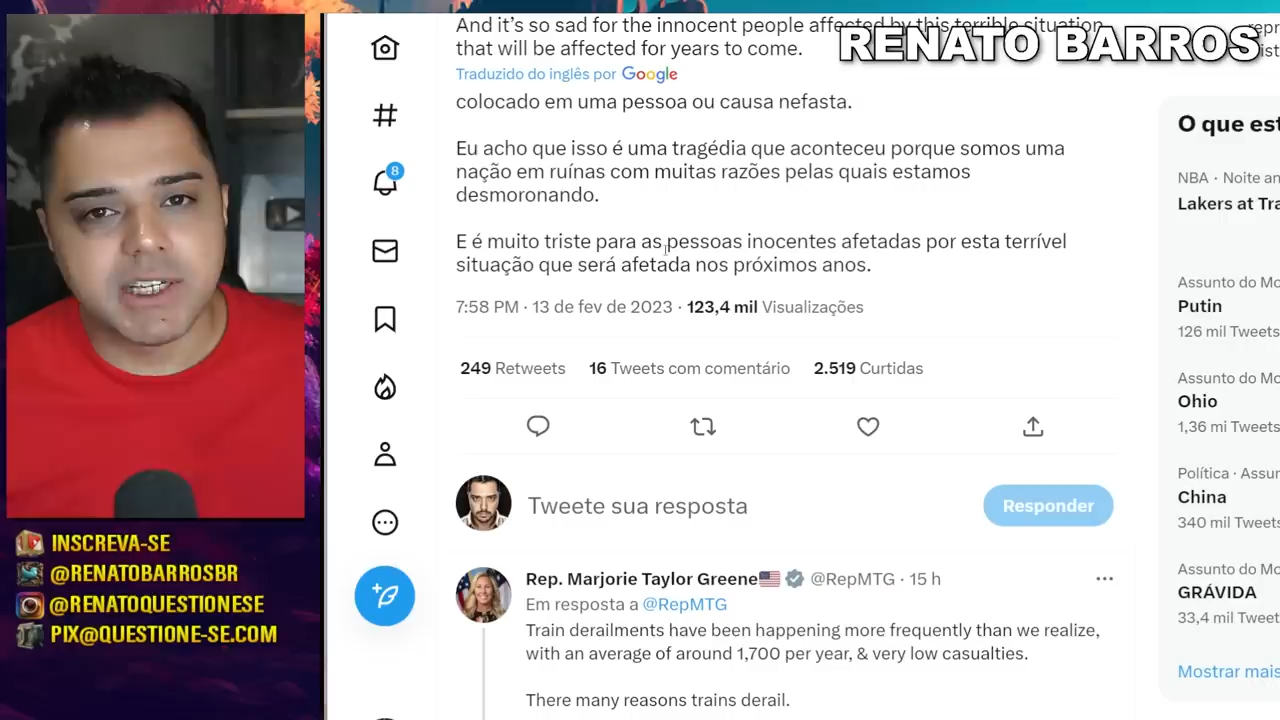 RENATO BARROS
And it's so sad for the innocent people affected by this terrible situation
that will be affected for years to come.
Traduzido do inglês por Google
colocado em uma pessoa ou causa nefasta.
Eu acho que isso é uma tragédia que aconteceu porque somos uma
nação em ruínas com muitas razões pelas quais estamos
desmoronando.
E é muito triste para as pessoas inocentes afetadas por esta terrível
situação que será afetada nos próximos anos.
7:58 PM · 13 de fev de 2023 · 123,4 mil Visualizações
249 Retweets 16 Tweets com comentário 2.519 Curtidas
Tweete sua resposta
Responder
Rep. Marjorie Taylor Greene @RepMTG · 15 h
Em resposta a @RepMTG
Train derailments have been happening more frequently than we realize,
with an average of around 1,700 per year, & very low casualties.
There many reasons trains derail.
8
O que est
NBA · Noite an
Lakers at Tra
Assunto do Mo
Putin
126 mil Tweets
Assunto do Mo
Ohio
1,36 mi Tweets
Política · Assun
China
340 mil Tweets
Assunto do Mo
GRÁVIDA
33,4 mil Tweets
Mostrar mais
INSCREVA-SE
@RENATOBARROSBR
@RENATOQUESTIONESE
PIX@QUESTIONE-SE.COM